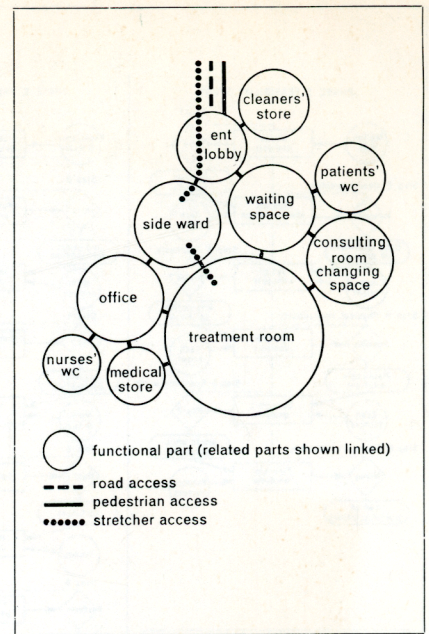 cleaners'
store
ent
lobby
patients'
wc
waiting
space
side ward
consulting
room
changing
space
office
treatment room
nurses'
wc
medical
store
functional part (related parts shown linked)
road access
pedestrian access
stretcher access